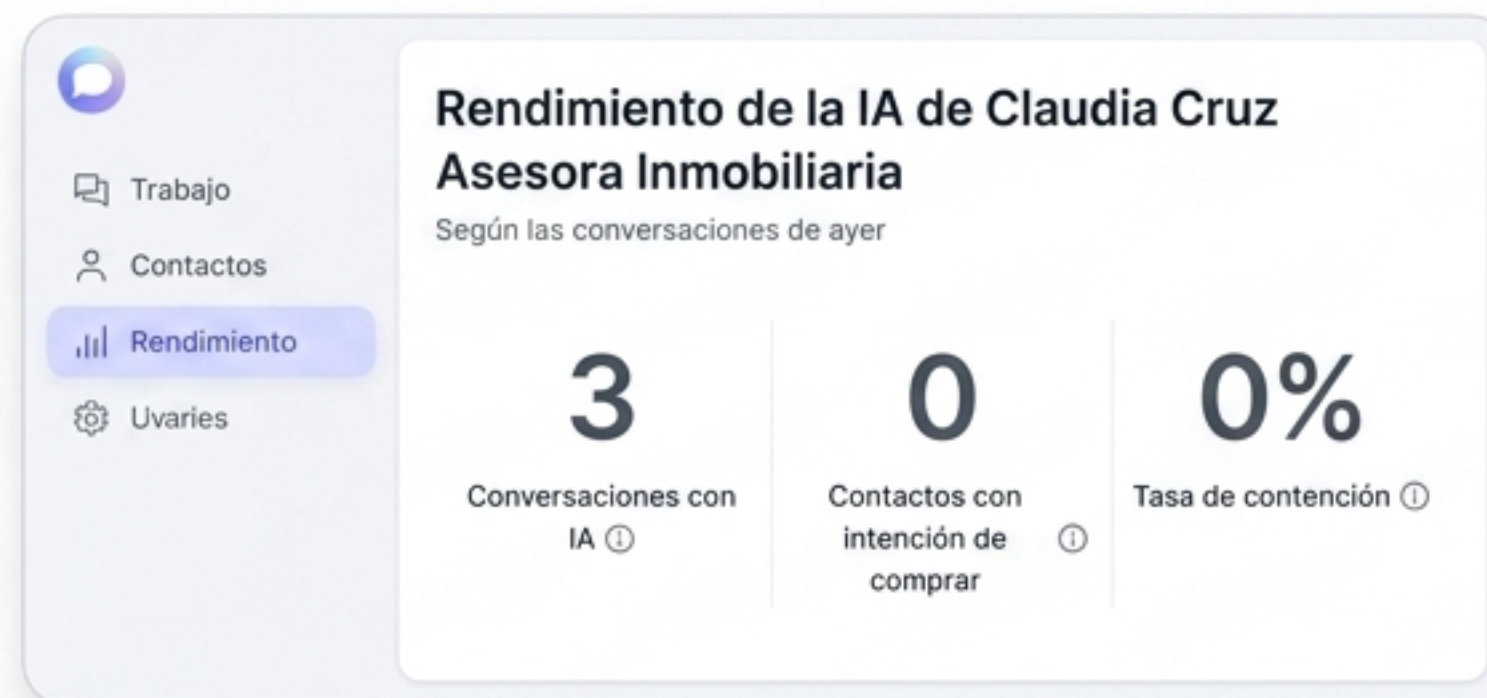 Trabajo
Contactos
Rendimiento
Uvaries
Rendimiento de la IA de Claudia Cruz
Asesora Inmobiliaria
Según las conversaciones de ayer
3
Conversaciones con
IA
0
Contactos con
intención de
comprar
0%
Tasa de contención